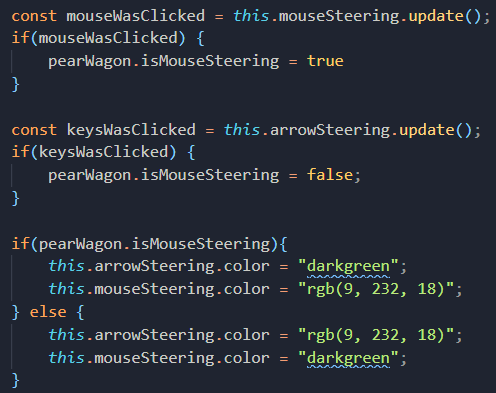 const mouseWasClicked = this.mouseSteering.update();
if(mouseWasClicked) {
    pearWagon.isMouseSteering = true
}

const keysWasClicked = this.arrowSteering.update();
if(keysWasClicked) {
    pearWagon.isMouseSteering = false;
}

if(pearWagon.isMouseSteering){
    this.arrowSteering.color = "darkgreen";
    this.mouseSteering.color = "rgb(9, 232, 18)";
} else {
    this.arrowSteering.color = "rgb(9, 232, 18)";
    this.mouseSteering.color = "darkgreen";
}